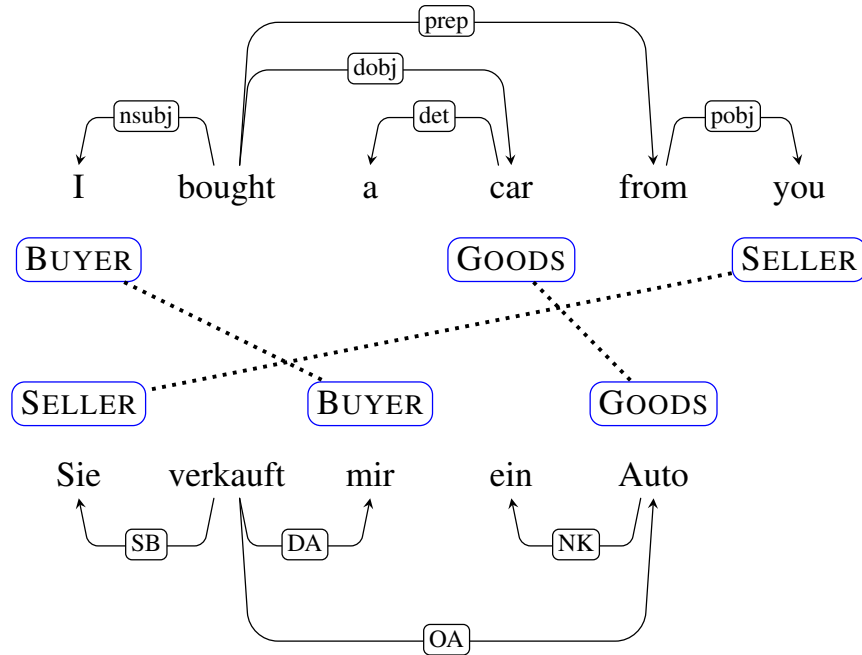 prep
dobj
nsubj det pobj
I bought a car from you
BUYER GOODS SELLER
SELLER BUYER GOODS
Sie verkauft mir ein Auto
SB DA NK
OA